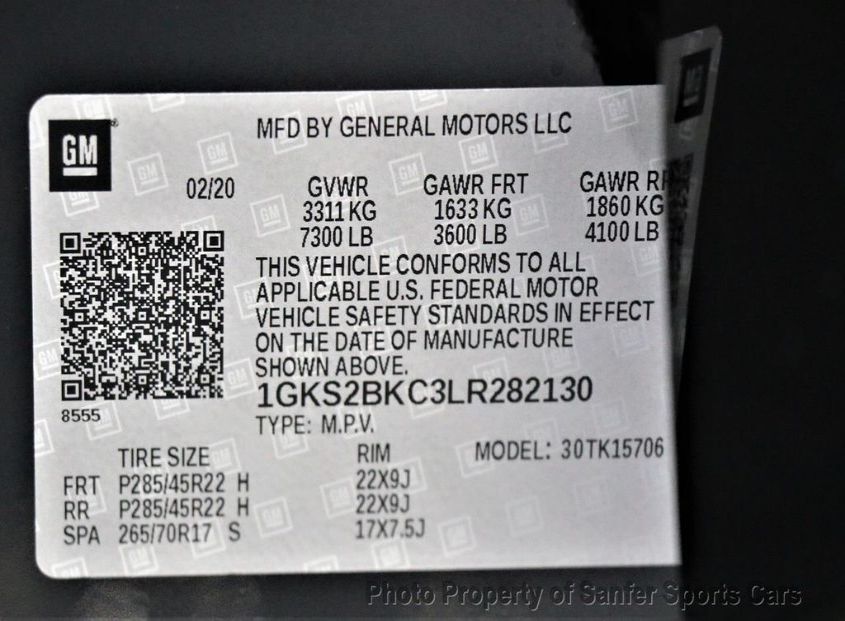 GM
MFD BY GENERAL MOTORS LLC
02/20 GVWR GAWR FRT GAWR
3311 KG 1633 KG 1860 KG
7300 LB 3600 LB 4100 LB
THIS VEHICLE CONFORMS TO ALL
APPLICABLE U.S. FEDERAL MOTOR
VEHICLE SAFETY STANDARDS IN EFFECT
ON THE DATE OF MANUFACTURE
SHOWN ABOVE.
1GKS2BKC3LR282130
8555
TYPE: M.P.V.
TIRE SIZE RIM MODEL: 30TK15706
FRT P285/45R22 H 22X9J
RR P285/45R22 H 22X9J
SPA 265/70R17 S 17X7.5J
Photo Property of Sanfer Sports Cars